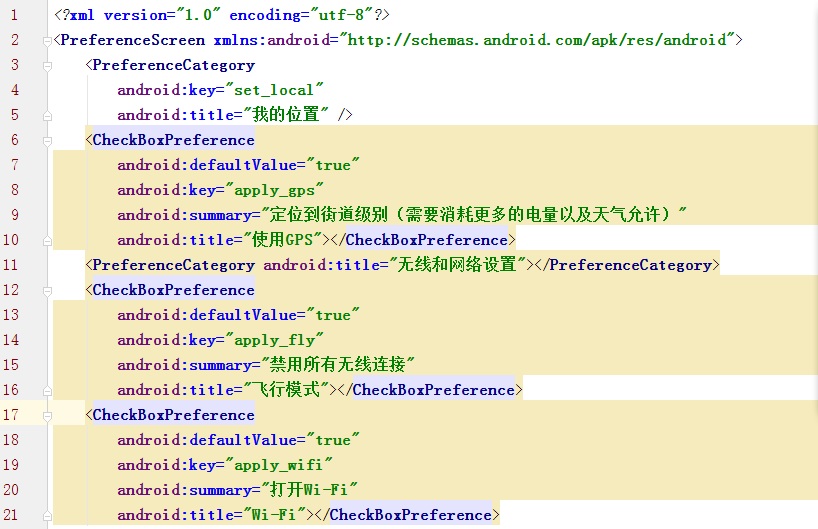 1 <?xml version="1.0" encoding="utf-8"?>
2 <PreferenceScreen xmlns:android="http://schemas.android.com/apk/res/android">
3 <PreferenceCategory
4 android:key="set_local"
5 android:title="我的位置" />
6 <CheckBoxPreference
7 android:defaultValue="true"
8 android:key="apply_gps"
9 android:summary="定位到街道级别（需要消耗更多的电量以及天气允许）"
10 android:title="使用GPS"></CheckBoxPreference>
11 <PreferenceCategory android:title="无线和网络设置"></PreferenceCategory>
12 <CheckBoxPreference
13 android:defaultValue="true"
14 android:key="apply_fly"
15 android:summary="禁用所有无线连接"
16 android:title="飞行模式"></CheckBoxPreference>
17 <CheckBoxPreference
18 android:defaultValue="true"
19 android:key="apply_wifi"
20 android:summary="打开Wi-Fi"
21 android:title="Wi-Fi"></CheckBoxPreference>